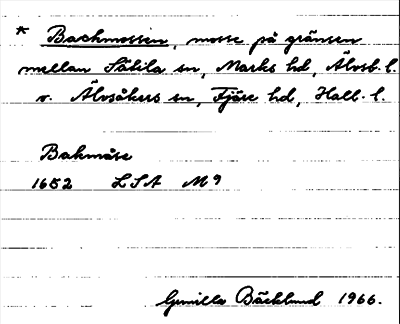 * Backmossen, mosse på gränsen
mellan Sätila sn, Marks hd, Älvsb. l.
o. Älvsåkers sn, Fjäre hd, Hall. l.
Bakmåse
1652 LSA M9
Gunilla Bäcklund 1966.